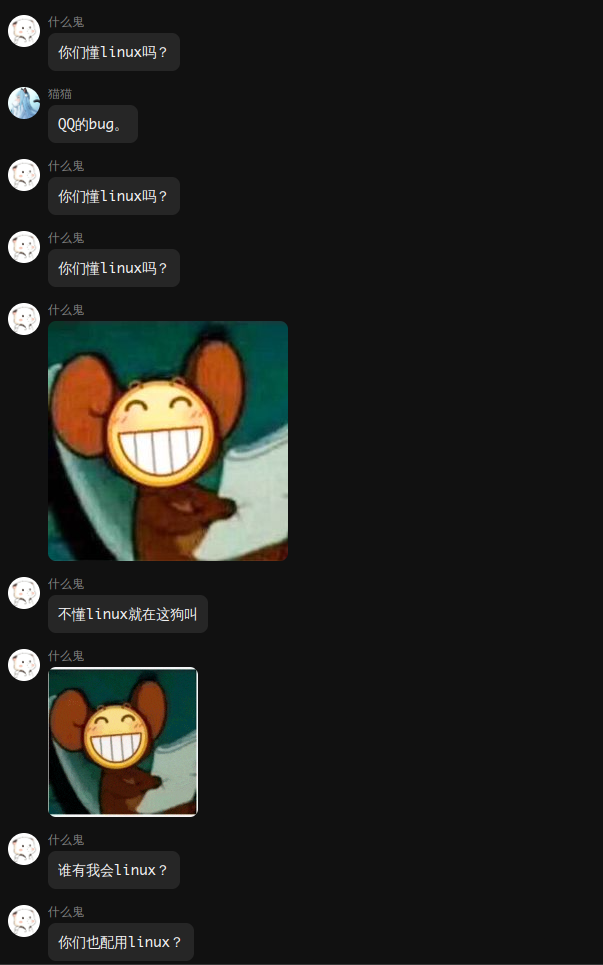 什么鬼
你们懂linux吗？
猫猫
QQ的bug。
什么鬼
你们懂linux吗？
什么鬼
你们懂linux吗？
什么鬼
什么鬼
不懂linux就在这狗叫
什么鬼
什么鬼
谁有我会linux？
什么鬼
你们也配用linux？